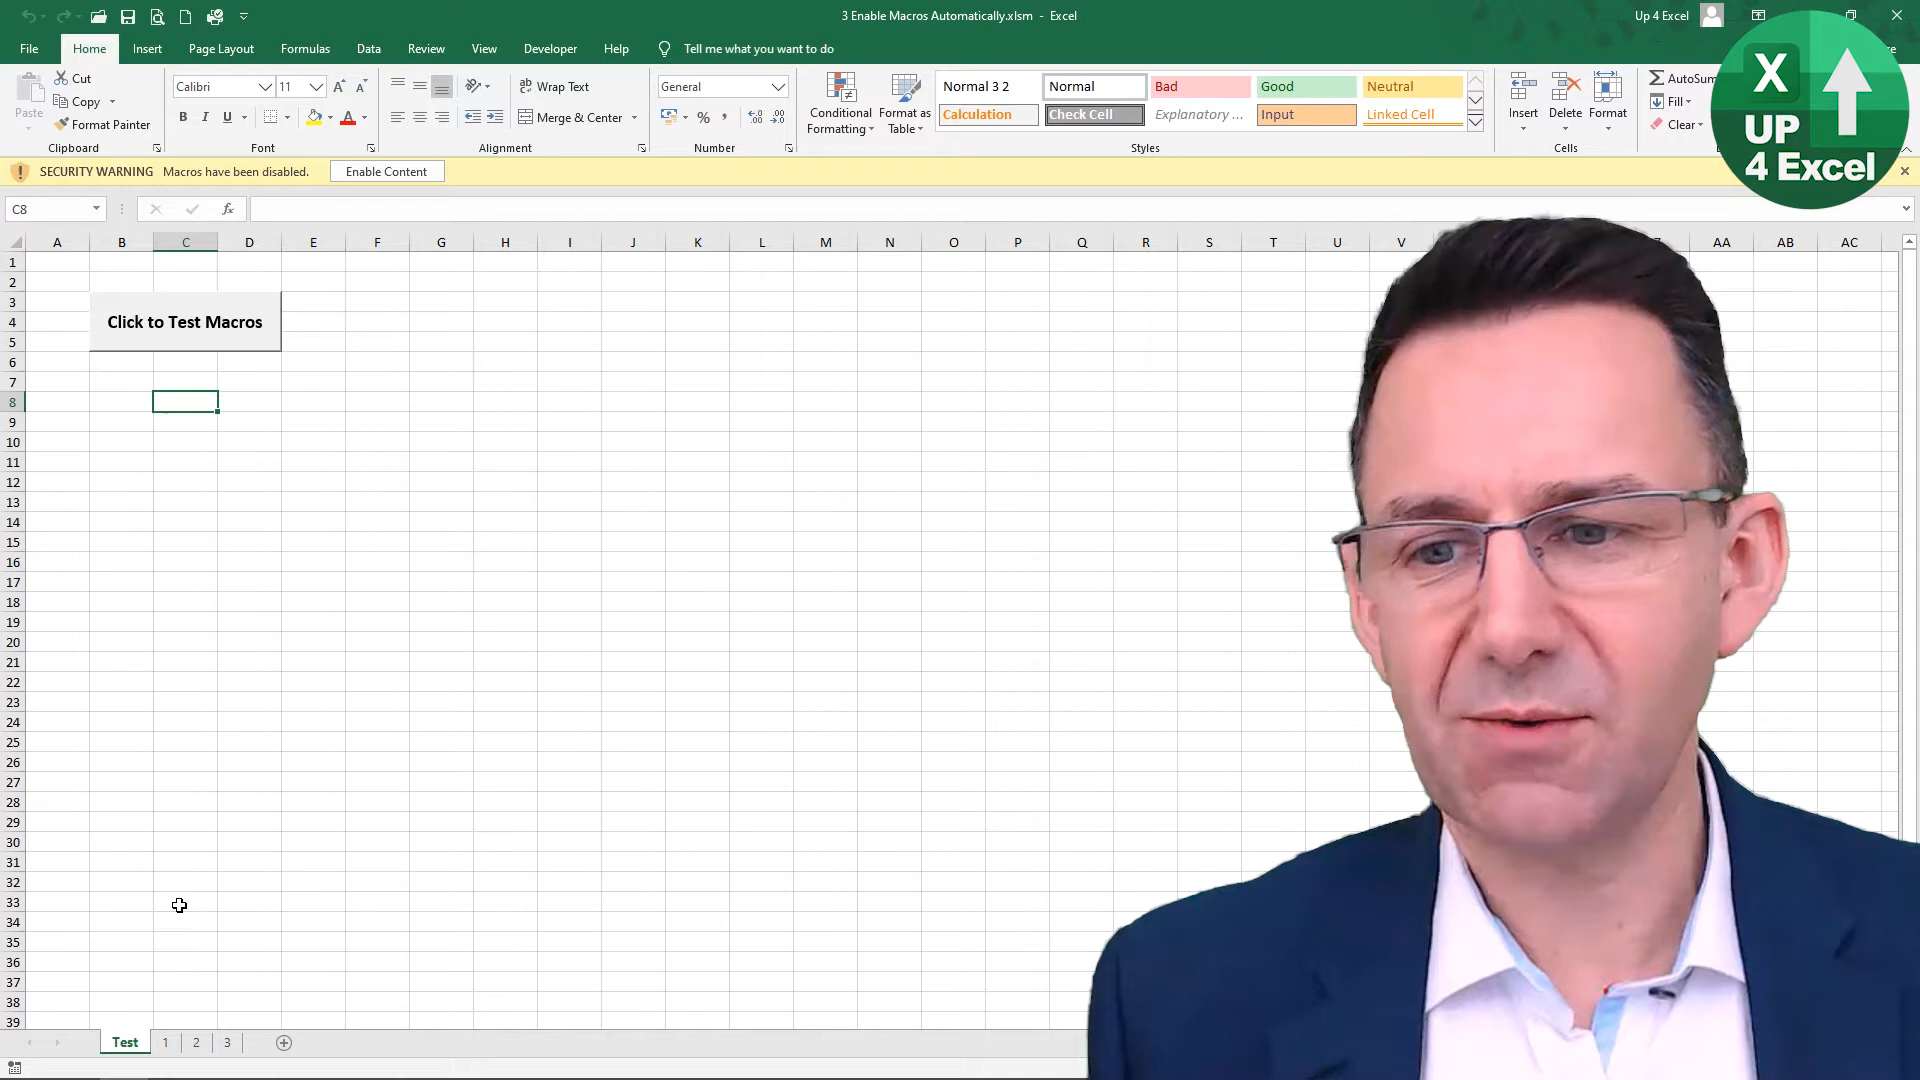 3 Enable Macros Automatically.xlsm - Excel
Up 4 Excel
File Home Insert Page Layout Formulas Data Review View Developer Help Tell me what you want to do
Paste
Cut
Copy
Format Painter
Clipboard
Calibri 11
B I U
Font
Wrap Text
Merge & Center
Alignment
General
%
Number
Conditional Formatting
Format as Table
Normal 3 2 Normal Bad Good Neutral
Calculation Check Cell Explanatory ... Input Linked Cell
Styles
Insert Delete Format
Cells
AutoSum
Fill
Clear
X
UP
4 Excel
SECURITY WARNING Macros have been disabled. Enable Content
C8 fx
A B C D E F G H I J K L M N O P Q R S T U V AA AB AC
1
2
3
4
5
6
7
8
9
10
11
12
13
14
15
16
17
18
19
20
21
22
23
24
25
26
27
28
29
30
31
32
33
34
35
36
37
38
39
Click to Test Macros
Test 1 2 3